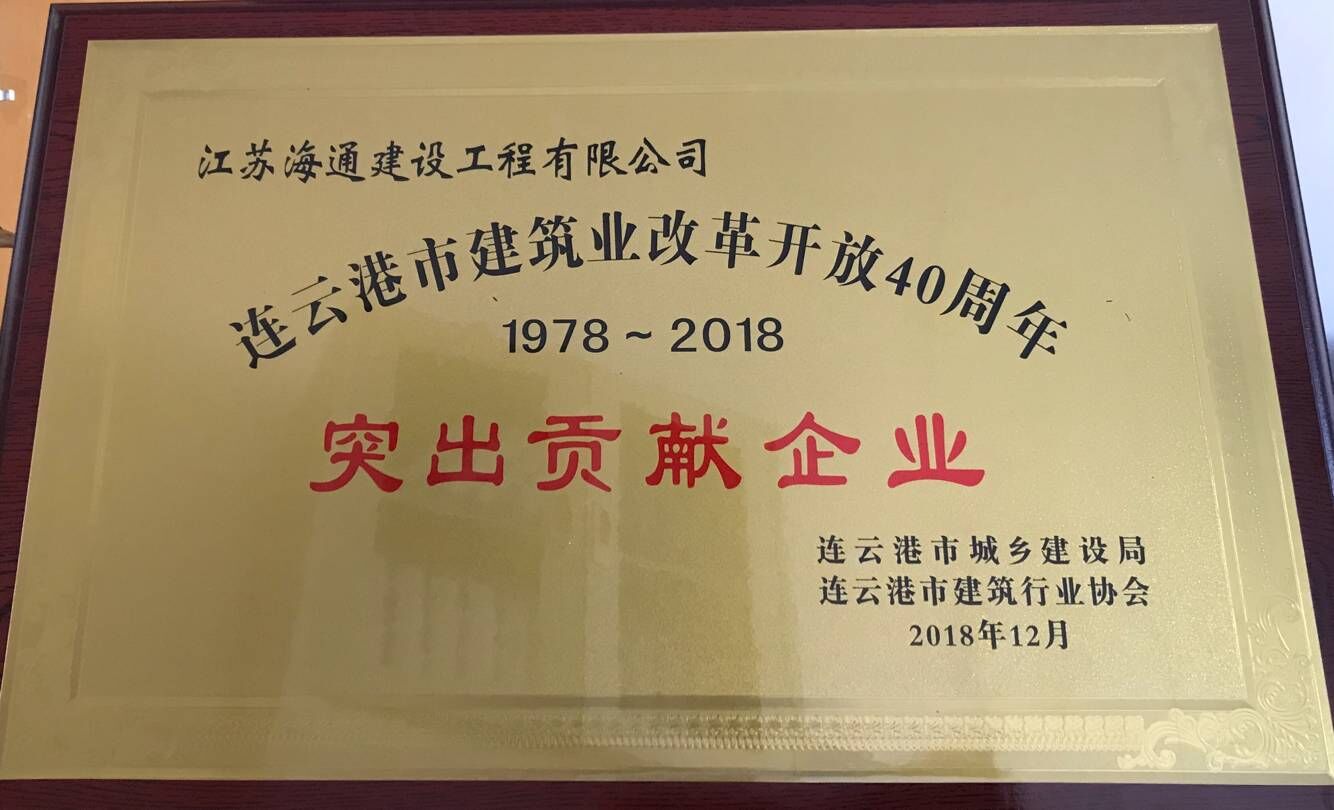 江苏海通建设工程有限公司
连云港市建筑业改革开放40周年
1978~2018
突出贡献企业
连云港市城乡建设局
连云港市建筑行业协会
2018年12月